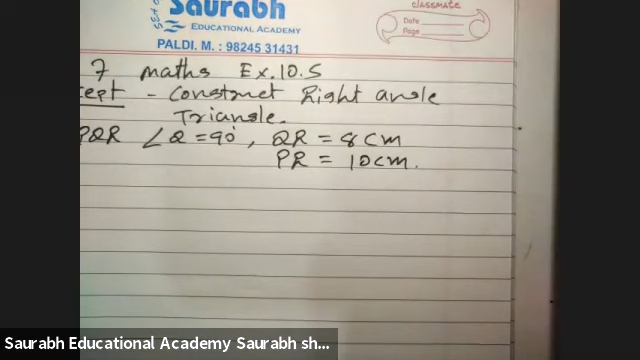 Saurabh
EDUCATIONAL ACADEMY
PALDI. M. : 98245 31431
classmate
Date
Page
7 maths Ex.10.5
cept - Construct Right angle
Triangle.
PQR ∠Q = 90°, QR = 8cm
PR = 10cm.
Saurabh Educational Academy Saurabh sh...